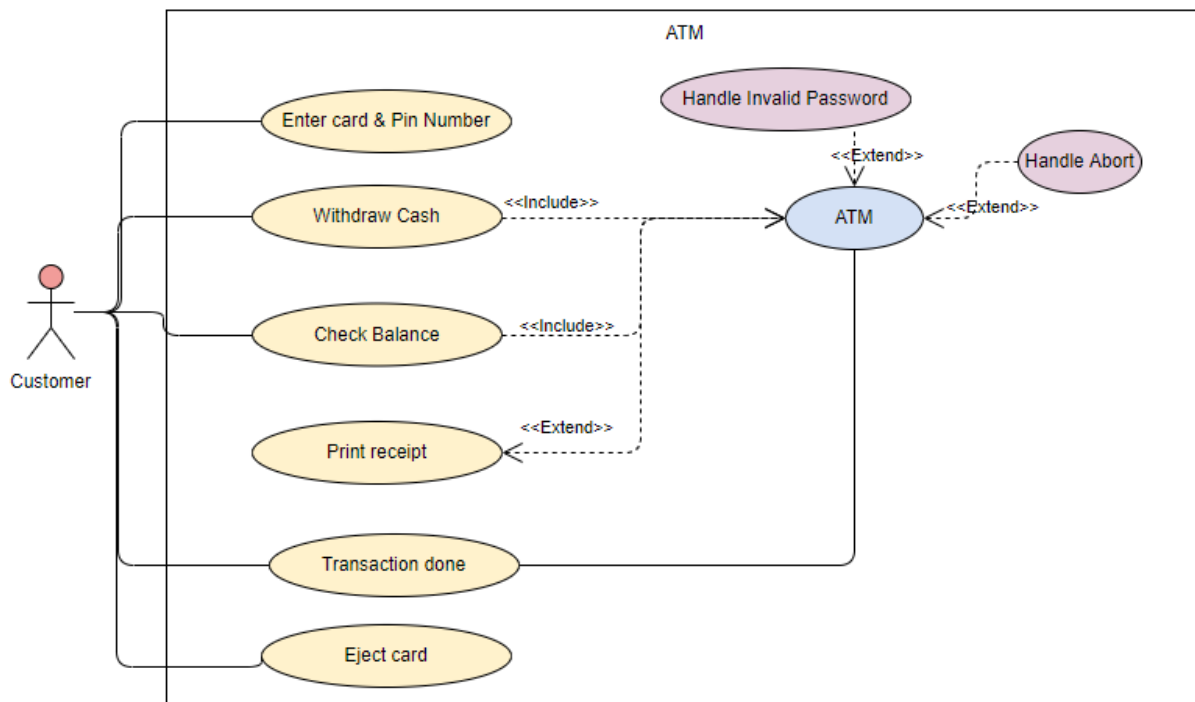 ATM
Handle Invalid Password
Enter card & Pin Number
<<Extend>>
Handle Abort
Withdraw Cash
<<Include>>
ATM
<<Extend>>
Check Balance
<<Include>>
Customer
Print receipt
<<Extend>>
Transaction done
Eject card